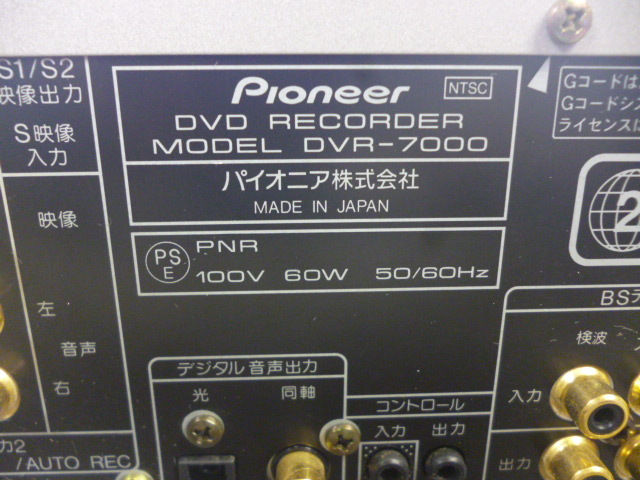 S1/S2
映像出力
S映像
入力
映像
左
音声
右
力2
/AUTO REC
Pioneer
NTSC
DVD RECORDER
MODEL DVR-7000
パイオニア株式会社
MADE IN JAPAN
PS
E
PNR
100V 60W 50/60Hz
デジタル音声出力
光
同軸
コントロール
入力
出力
Gコードは
Gコードシス
ライセンスに
2
BSデ
検波
入力
出力